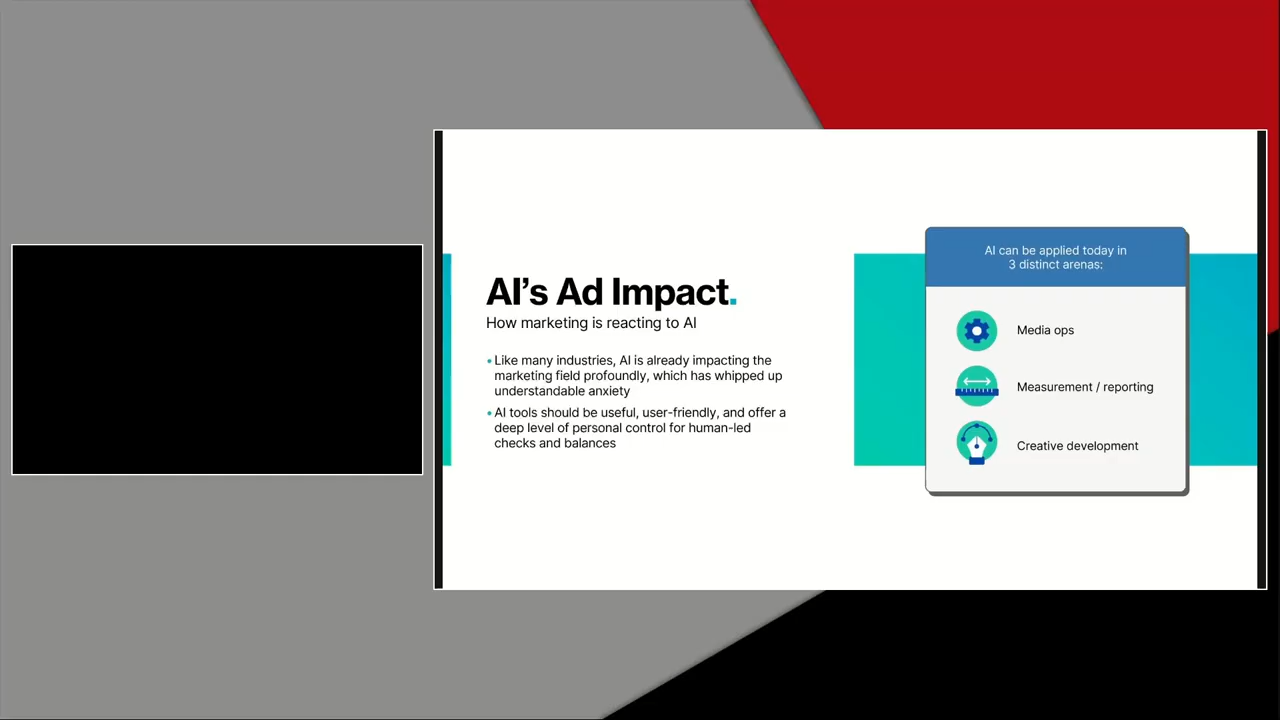 AI’s Ad Impact.
How marketing is reacting to AI
• Like many industries, AI is already impacting the
marketing field profoundly, which has whipped up
understandable anxiety
• AI tools should be useful, user-friendly, and offer a
deep level of personal control for human-led
checks and balances
AI can be applied today in
3 distinct arenas:
Media ops
Measurement / reporting
Creative development